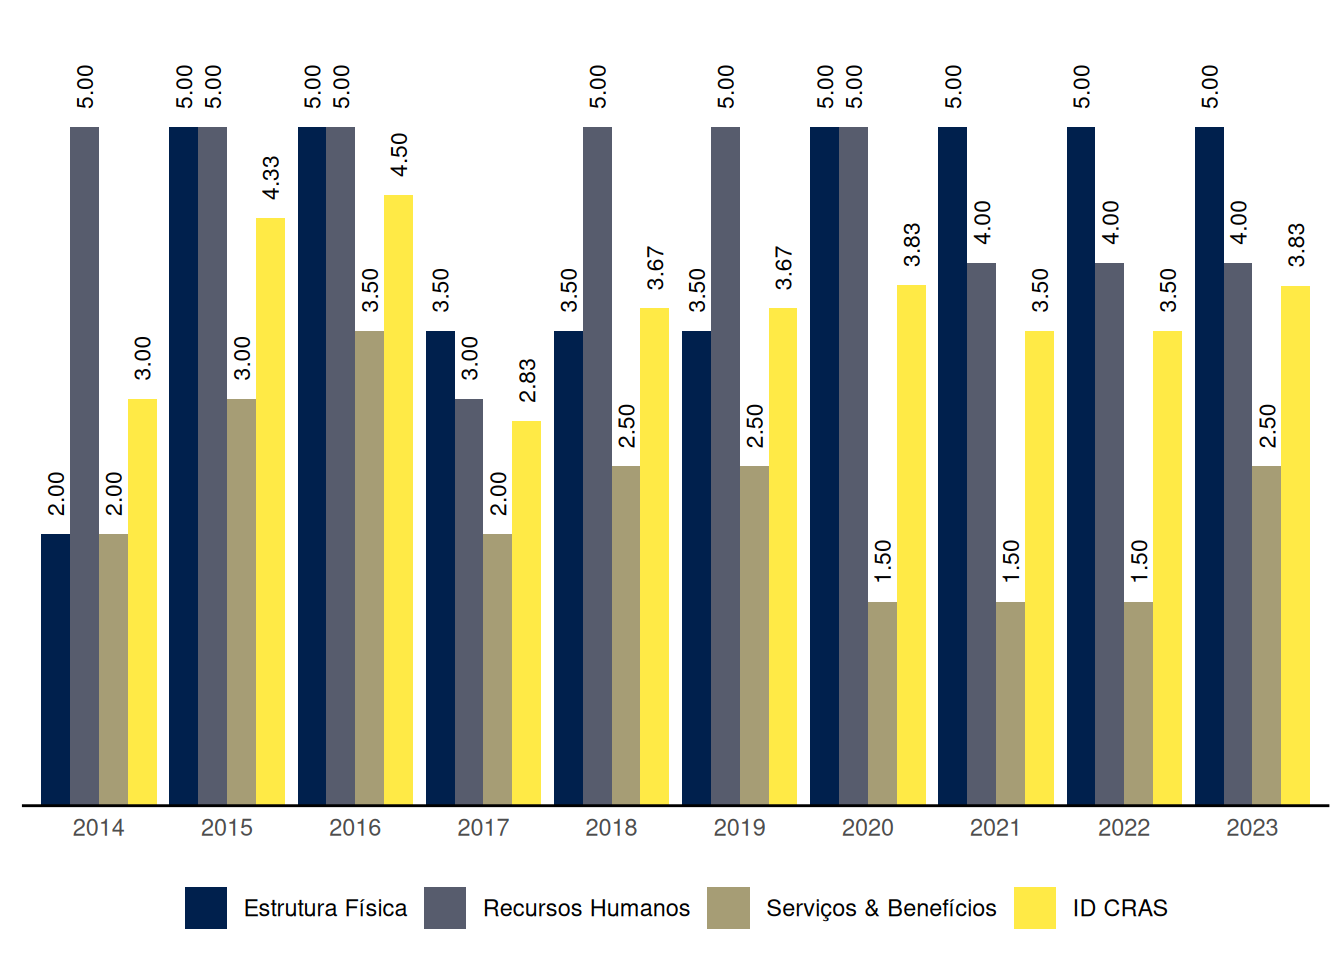 2.00 5.00 2.00 3.00
5.00 5.00 3.00 4.33
5.00 5.00 3.50 4.50
3.50 3.00 2.00 2.83
3.50 5.00 2.50 3.67
3.50 5.00 2.50 3.67
5.00 5.00 1.50 3.83
5.00 4.00 1.50 3.50
5.00 4.00 1.50 3.50
5.00 4.00 2.50 3.83
2014 2015 2016 2017 2018 2019 2020 2021 2022 2023
Estrutura Física Recursos Humanos Serviços & Benefícios ID CRAS